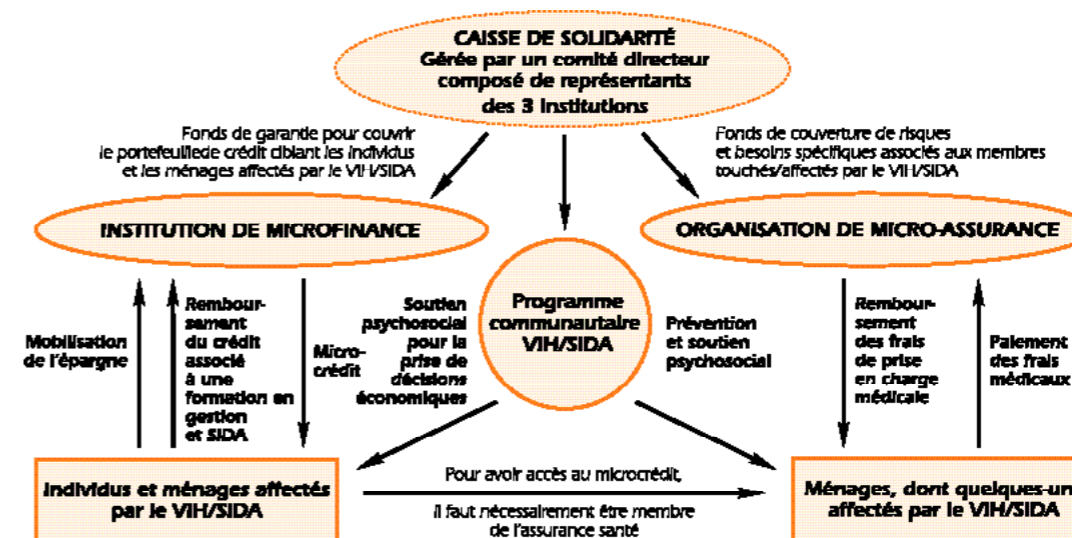 CAISSE DE SOLIDARITÉ
Gérée par un comité directeur
composé de représentants
des 3 institutions
Fonds de garantie pour couvrir
le portefeuillede crédit ciblant les individus
et les ménages affectés par le VIH/SIDA
Fonds de couverture de risques
et besoins spécifiques associés aux membres
touchés/affectés par le VIH/SIDA
INSTITUTION DE MICROFINANCE
ORGANISATION DE MICRO-ASSURANCE
Programme
communautaire
VIH/SIDA
Mobilisation
de l'épargne
Rembour-
sement
du crédit
associé
à une
formation en
gestion
et SIDA
Micro-
crédit
Soutien
psychosocial
pour la
prise de
décisions
économiques
Prévention
et soutien
psychosocial
Rembour-
sement
des frais
de prise
en charge
médicale
Paiement
des frais
médicaux
Individus et ménages affectés
par le VIH/SIDA
Pour avoir accès au microcrédit,
il faut nécessairement être membre
de l'assurance santé
Ménages, dont quelques-un
affectés par le VIH/SIDA